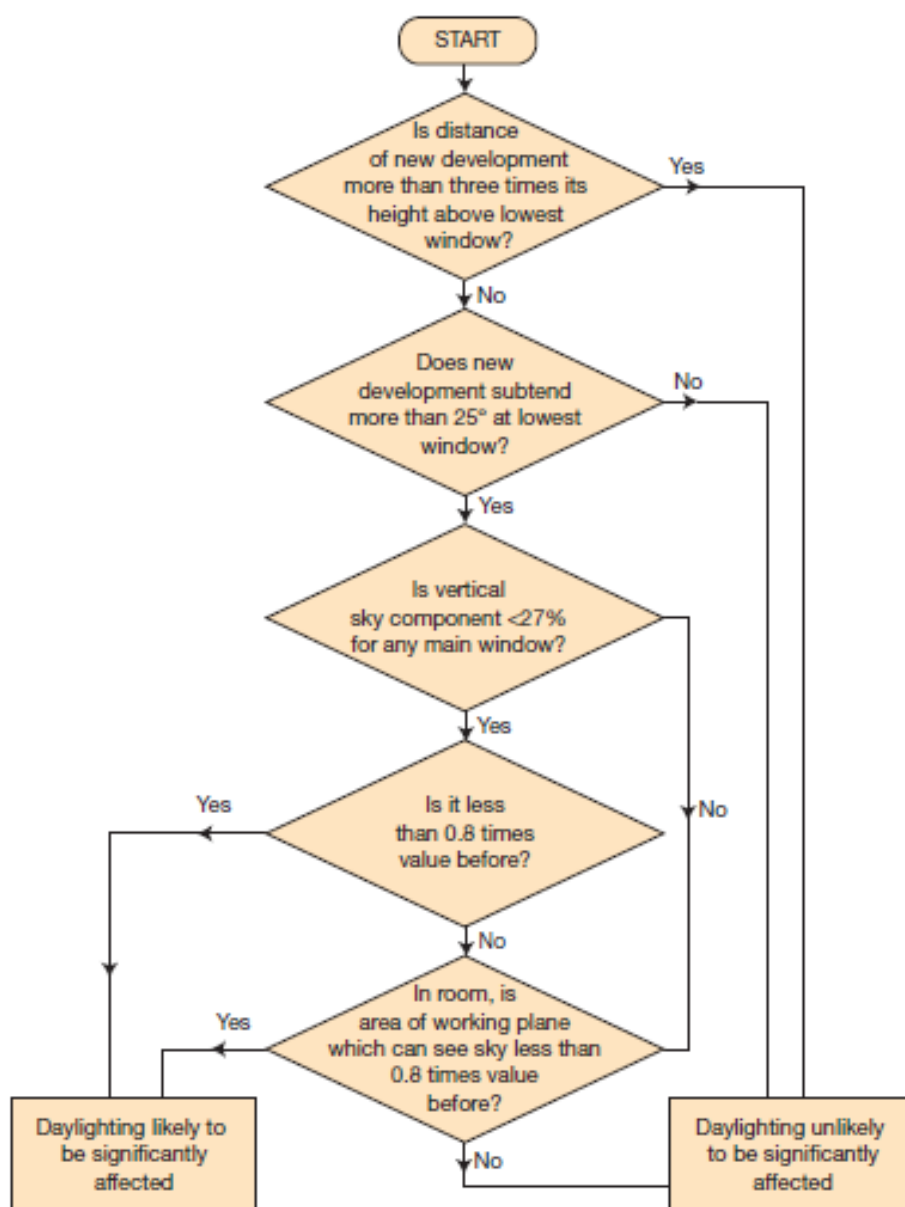 START
Is distance
of new development
more than three times its
height above lowest
window?
Yes
No
Does new
development subtend
more than 25° at lowest
window?
No
Yes
Is vertical
sky component <27%
for any main window?
Yes
No
Is it less
than 0.8 times
value before?
Yes
No
In room, is
area of working plane
which can see sky less than
0.8 times value
before?
Yes
No
Daylighting likely to
be significantly
affected
Daylighting unlikely
to be significantly
affected